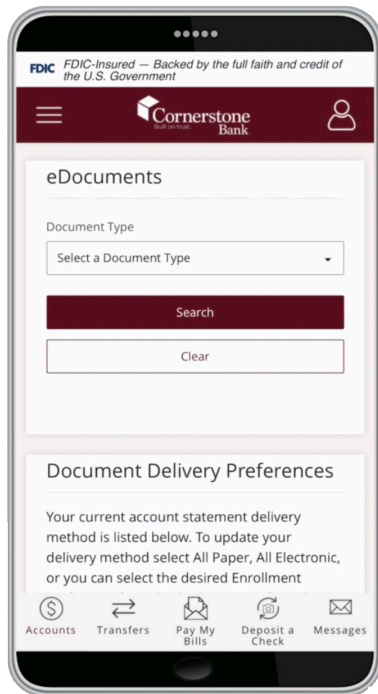 FDIC FDIC-Insured — Backed by the full faith and credit of
the U.S. Government
Cornerstone
Built on trust. Bank
eDocuments
Document Type
Select a Document Type
Search
Clear
Document Delivery Preferences
Your current account statement delivery
method is listed below. To update your
delivery method select All Paper, All Electronic,
or you can select the desired Enrollment
Accounts
Transfers
Pay My
Bills
Deposit a
Check
Messages